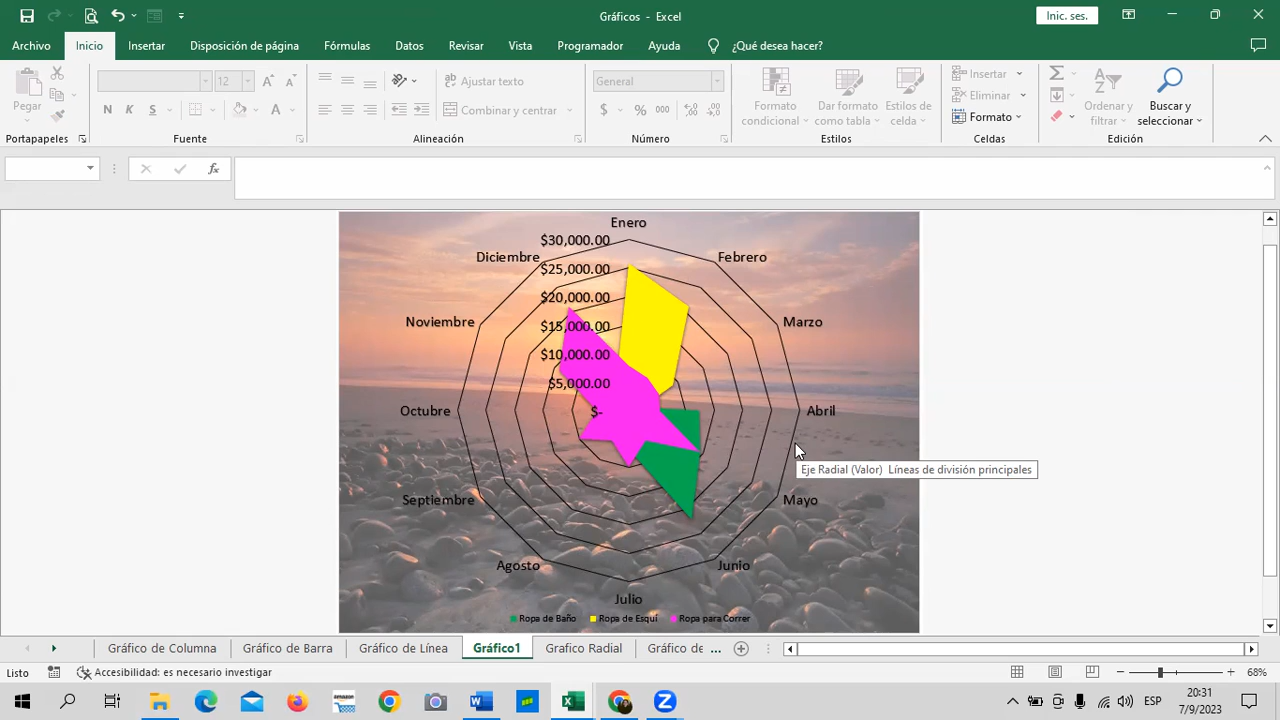 Gráficos - Excel
Inic. ses.
Archivo Inicio Insertar Disposición de página Fórmulas Datos Revisar Vista Programador Ayuda ¿Qué desea hacer?
Pegar
12
N K S
Ajustar texto
Combinar y centrar
General
$ % 000
Formato condicional
Dar formato como tabla
Estilos de celda
Insertar
Eliminar
Formato
Ordenar y filtrar
Buscar y seleccionar
Portapapeles Fuente Alineación Número Estilos Celdas Edición
fx
Enero
$30,000.00
Diciembre Febrero
$25,000.00
$20,000.00
Noviembre Marzo
$15,000.00
$10,000.00
$5,000.00
Octubre $- Abril
Eje Radial (Valor) Líneas de división principales
Septiembre Mayo
Agosto Junio
Julio
Ropa de Baño Ropa de Esquí Ropa para Correr
Gráfico de Columna Gráfico de Barra Gráfico de Línea Gráfico1 Grafico Radial Gráfico de ...
Listo Accesibilidad: es necesario investigar 68%
amazon
ESP
20:31
7/9/2023